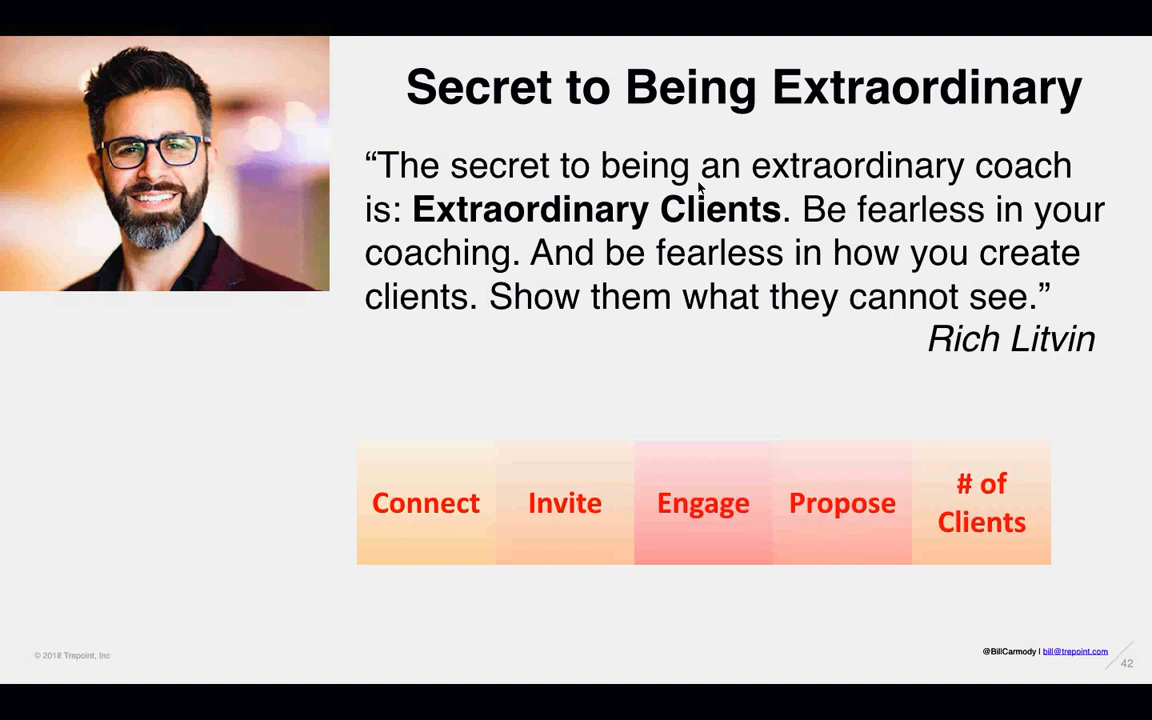 Secret to Being Extraordinary
“The secret to being an extraordinary coach
is: Extraordinary Clients. Be fearless in your
coaching. And be fearless in how you create
clients. Show them what they cannot see.”
Rich Litvin
Connect
Invite
Engage
Propose
# of
Clients
© 2018 Trepoint, Inc
@BillCarmody | bill@trepoint.com
42